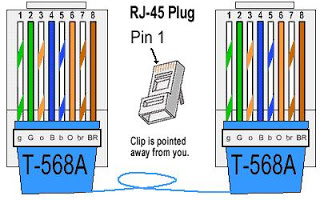 1 2 3 4 5 6 7 8
RJ-45 Plug
Pin 1
Clip is pointed
away from you.
g G o B b O br BR
T-568A
1 2 3 4 5 6 7 8
g G o B b O br BR
T-568A